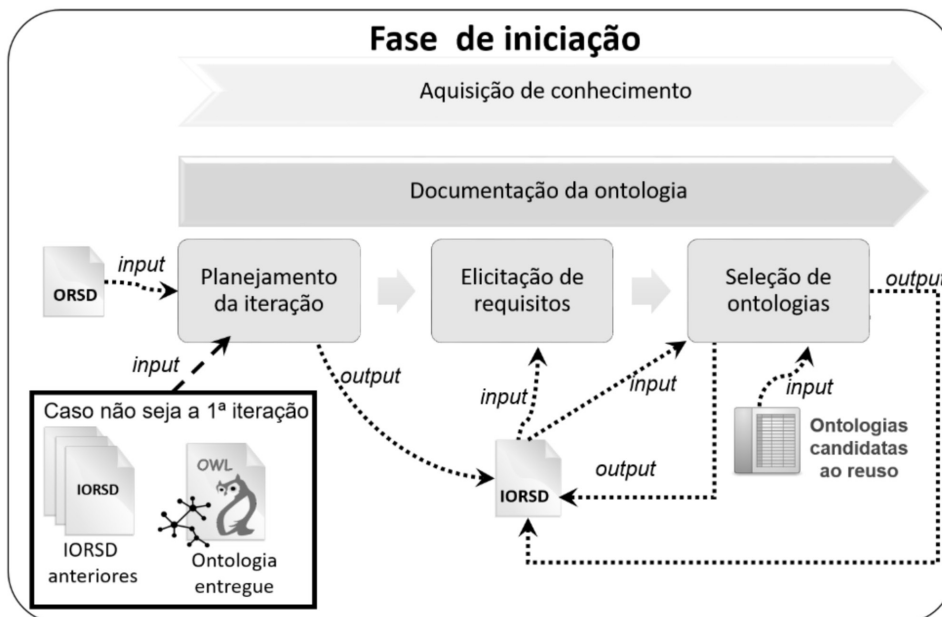 Fase de iniciação
Aquisição de conhecimento
Documentação da ontologia
ORSD
input
Planejamento
da iteração
Elicitação de
requisitos
Seleção de
ontologias
output
input
output
input
input
input
Caso não seja a 1ª iteração
IORSD
IORSD
anteriores
OWL
Ontologia
entregue
output
IORSD
Ontologias
candidatas
ao reuso